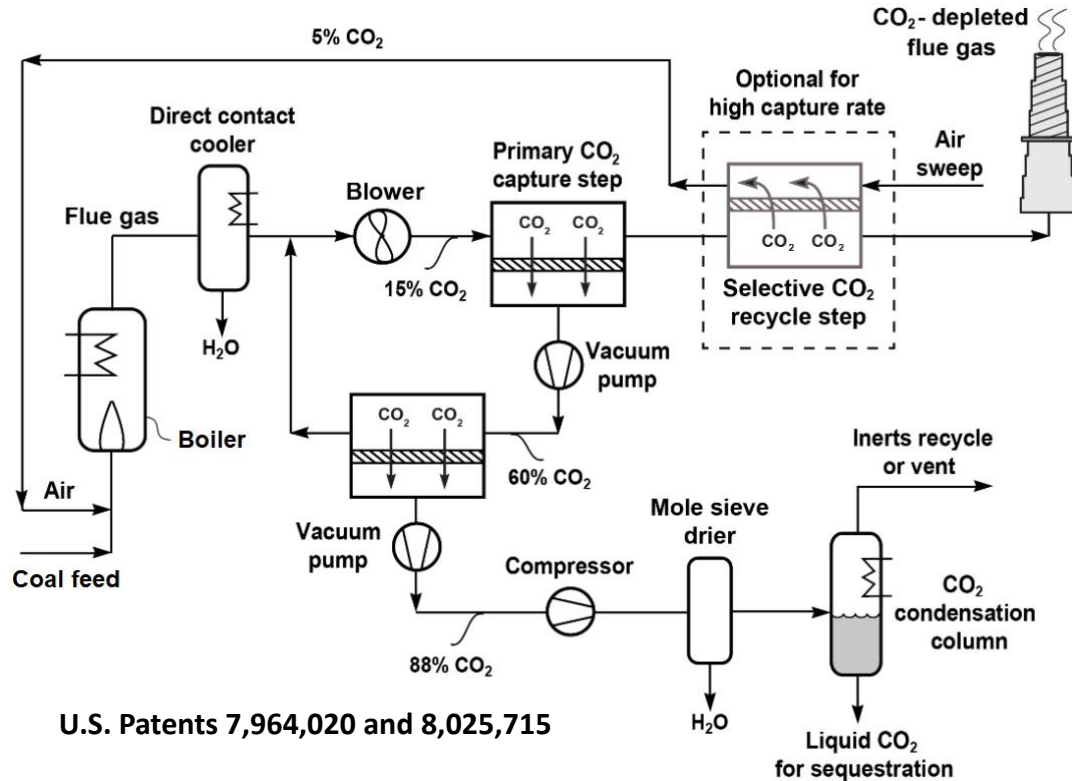 5% CO₂
CO₂- depleted
flue gas
Optional for
high capture rate
Direct contact
cooler
Primary CO₂
capture step
Air
sweep
Blower
Flue gas
CO₂ CO₂
CO₂ CO₂
15% CO₂
Selective CO₂
recycle step
H₂O
Vacuum
pump
CO₂ CO₂
Boiler
60% CO₂
Inerts recycle
or vent
Air
Mole sieve
drier
Vacuum
pump
Coal feed
Compressor
CO₂
condensation
column
88% CO₂
U.S. Patents 7,964,020 and 8,025,715
H₂O
Liquid CO₂
for sequestration